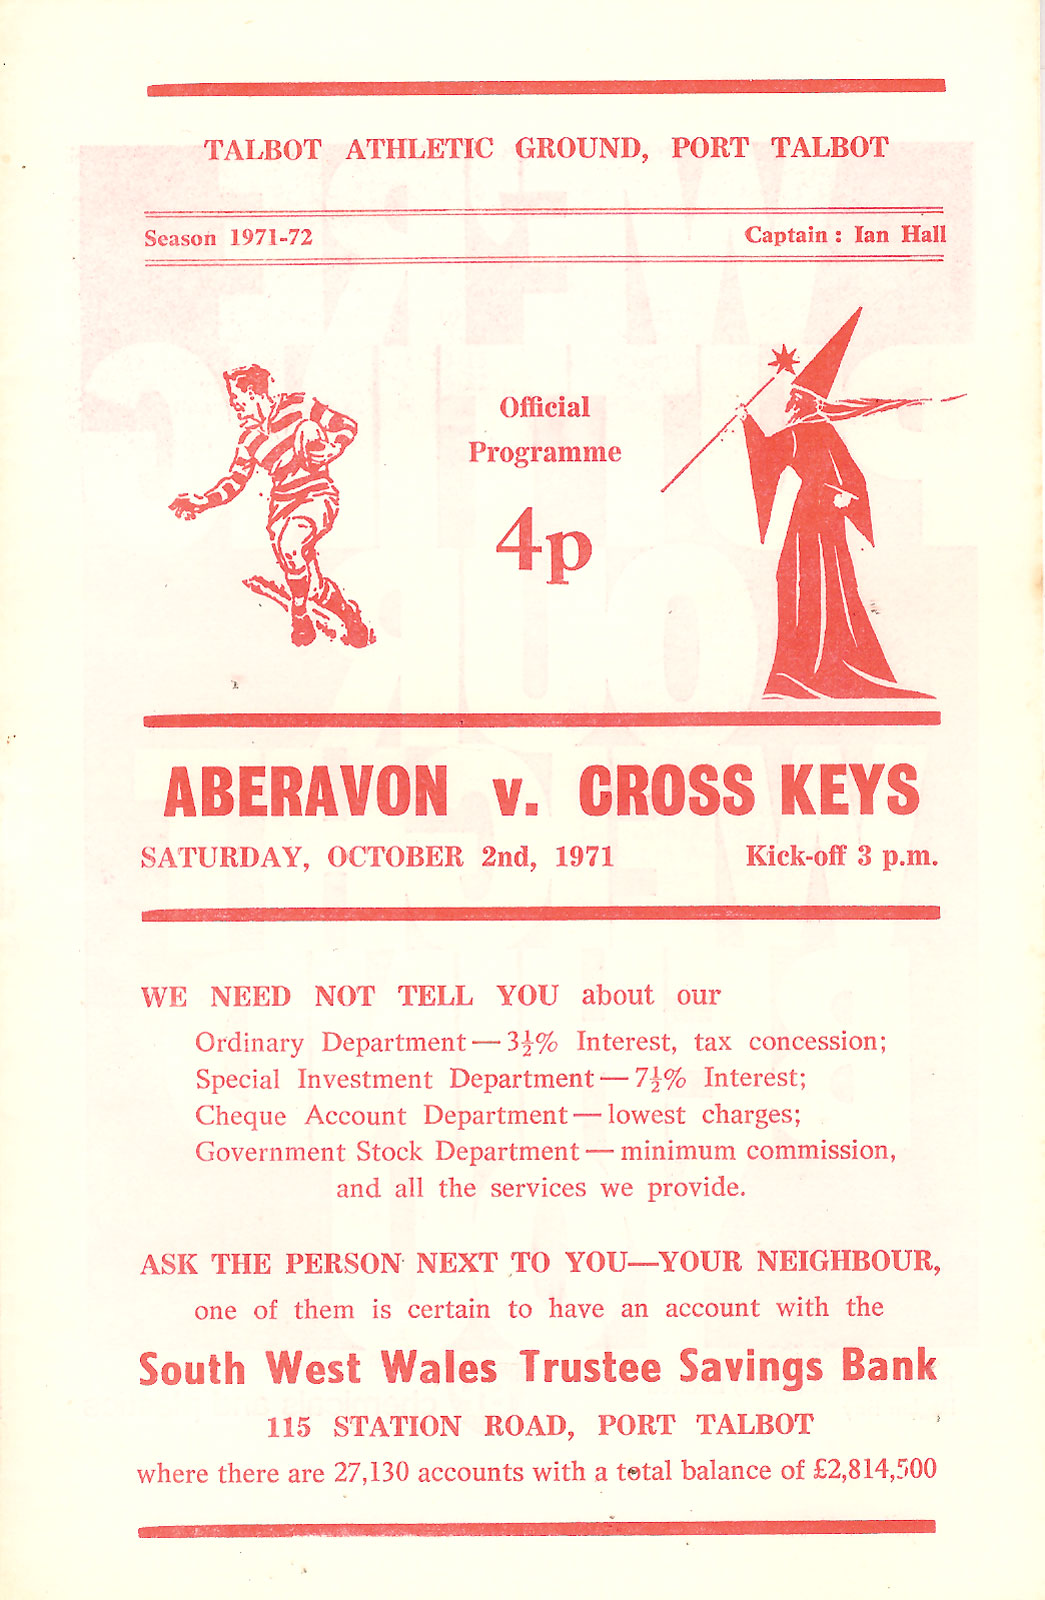 TALBOT ATHLETIC GROUND, PORT TALBOT
Season 1971-72 Captain : Ian Hall
Official
Programme
4p
ABERAVON v. CROSS KEYS
SATURDAY, OCTOBER 2nd, 1971 Kick-off 3 p.m.
WE NEED NOT TELL YOU about our
Ordinary Department — 3½% Interest, tax concession;
Special Investment Department — 7½% Interest;
Cheque Account Department — lowest charges;
Government Stock Department — minimum commission,
and all the services we provide.
ASK THE PERSON NEXT TO YOU—YOUR NEIGHBOUR,
one of them is certain to have an account with the
South West Wales Trustee Savings Bank
115 STATION ROAD, PORT TALBOT
where there are 27,130 accounts with a total balance of £2,814,500